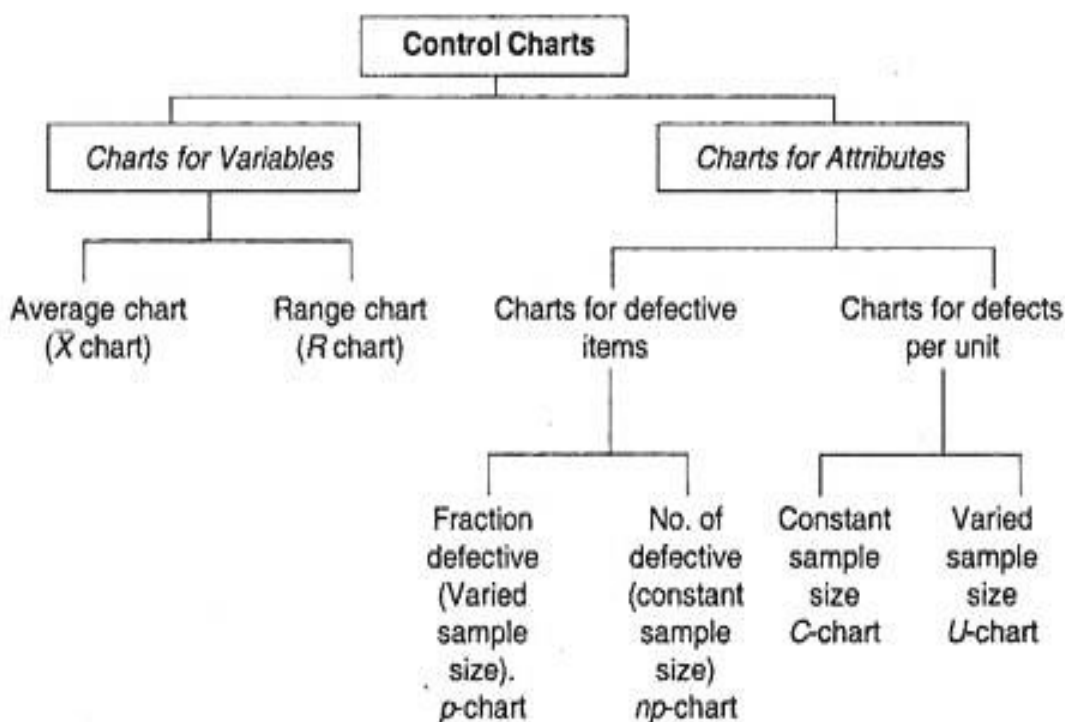 Control Charts
Charts for Variables
Charts for Attributes
Average chart
(X̅ chart)
Range chart
(R chart)
Charts for defective
items
Charts for defects
per unit
Fraction
defective
(Varied
sample
size).
p-chart
No. of
defective
(constant
sample
size)
np-chart
Constant
sample
size
C-chart
Varied
sample
size
U-chart